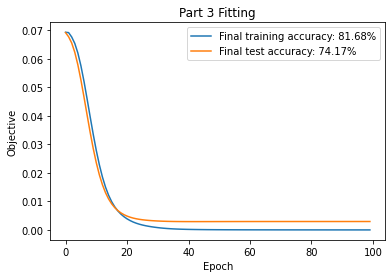 Part 3 Fitting
Final training accuracy: 81.68%
Final test accuracy: 74.17%
Objective
0.07
0.06
0.05
0.04
0.03
0.02
0.01
0.00
0
20
40
60
80
100
Epoch